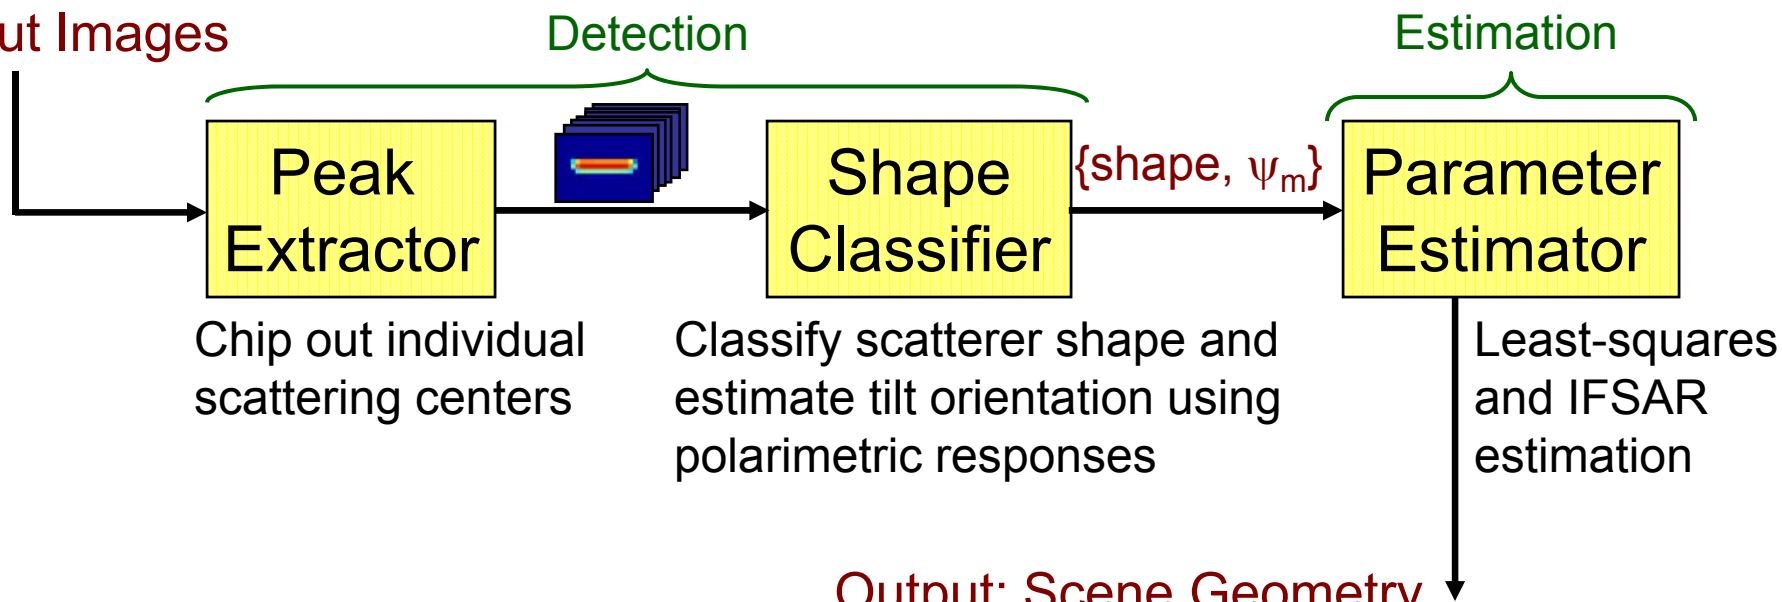 ut Images
Detection
Estimation
Peak
Extractor
Shape
Classifier
{shape, ψm}
Parameter
Estimator
Chip out individual
scattering centers
Classify scatterer shape and
estimate tilt orientation using
polarimetric responses
Least-squares
and IFSAR
estimation
Output: Scene Geometry